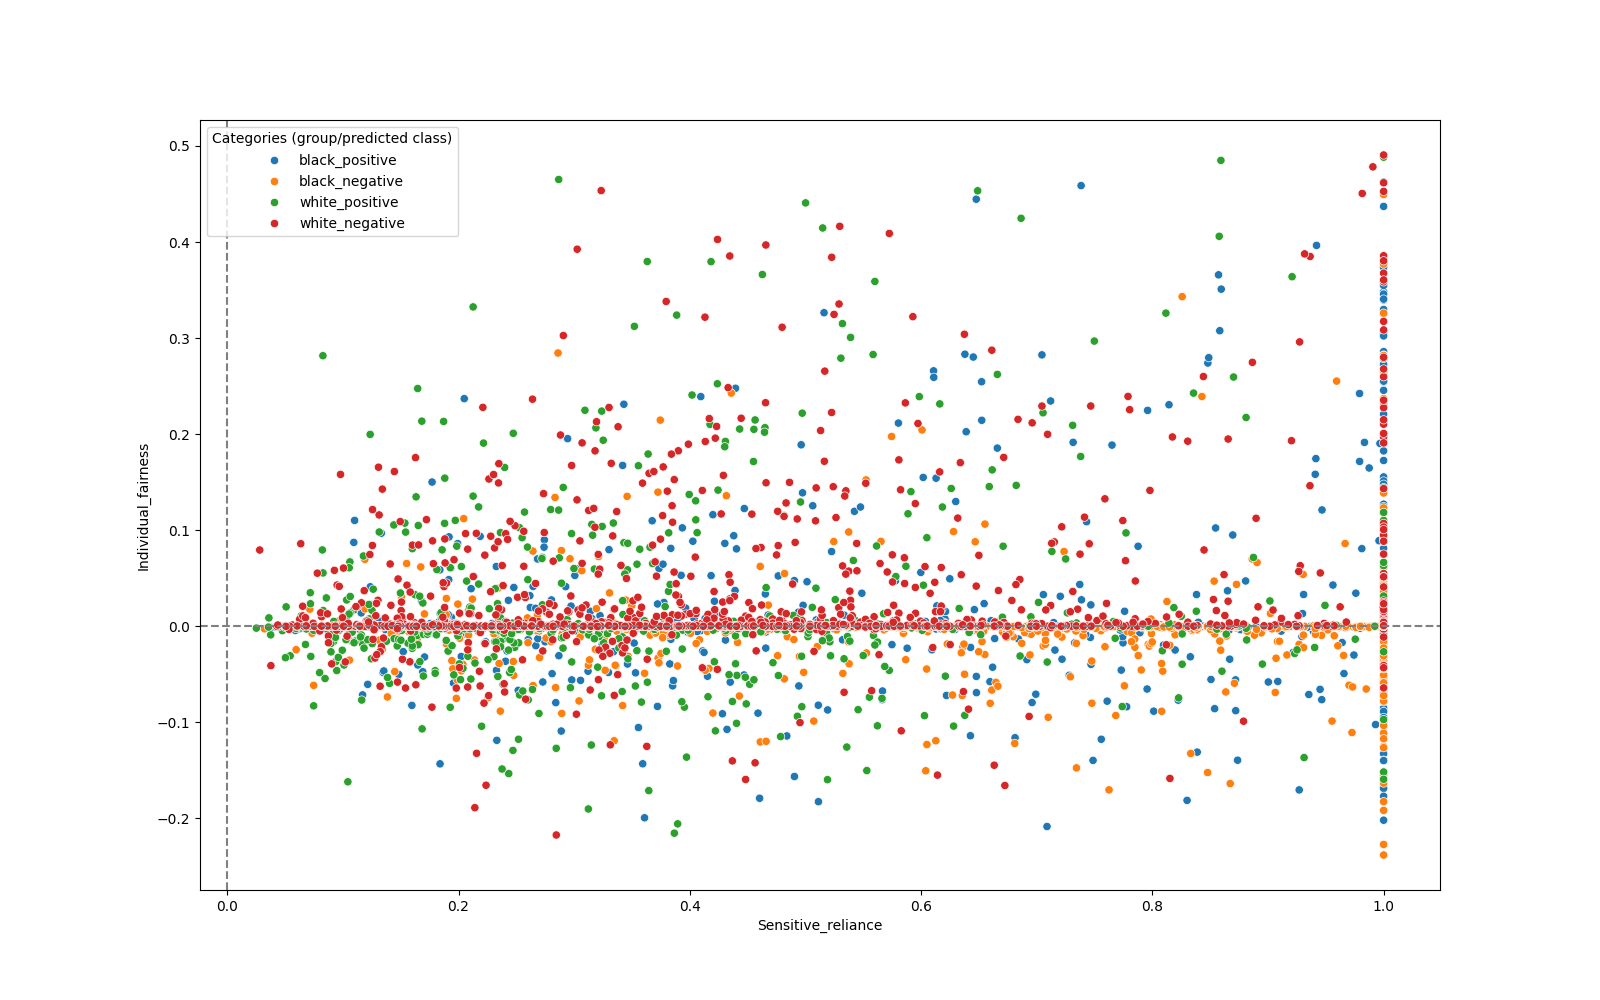 Categories (group/predicted class)
black_positive
black_negative
white_positive
white_negative
0.5
0.4
0.3
0.2
0.1
0.0
−0.1
−0.2
Individual_fairness
0.0
0.2
0.4
0.6
0.8
1.0
Sensitive_reliance